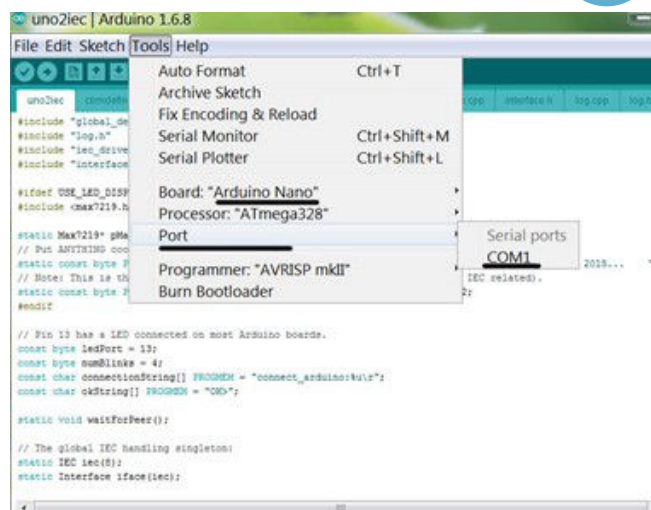 uno2iec | Arduino 1.6.8
File Edit Sketch Tools Help
Auto Format Ctrl+T
Archive Sketch
Fix Encoding & Reload
Serial Monitor Ctrl+Shift+M
Serial Plotter Ctrl+Shift+L
Board: "Arduino Nano"
Processor: "ATmega328"
Port
Serial ports
COM1
Programmer: "AVRISP mkII"
Burn Bootloader
uno2iec interface.h log.cpp
#include "global_de
#include "log.h"
#include "iec_drive
#include "interface
#ifdef USE_LED_DISP
#include <max7219.h
static Max7219* pMa
// Put ANYTHING coo
static const byte 2015...
// Note: This is th IEC related).
static const byte
#endif
// Pin 13 has a LED connected on most Arduino boards.
const byte ledPort = 13;
const byte numBlinks = 4;
const char connectionString[] PROGMEM = "connect_arduino:%u\r";
const char okString[] PROGMEM = "OK>";
static void waitForPeer();
// The global IEC handling singleton:
static IEC iec(8);
static Interface iface(iec);